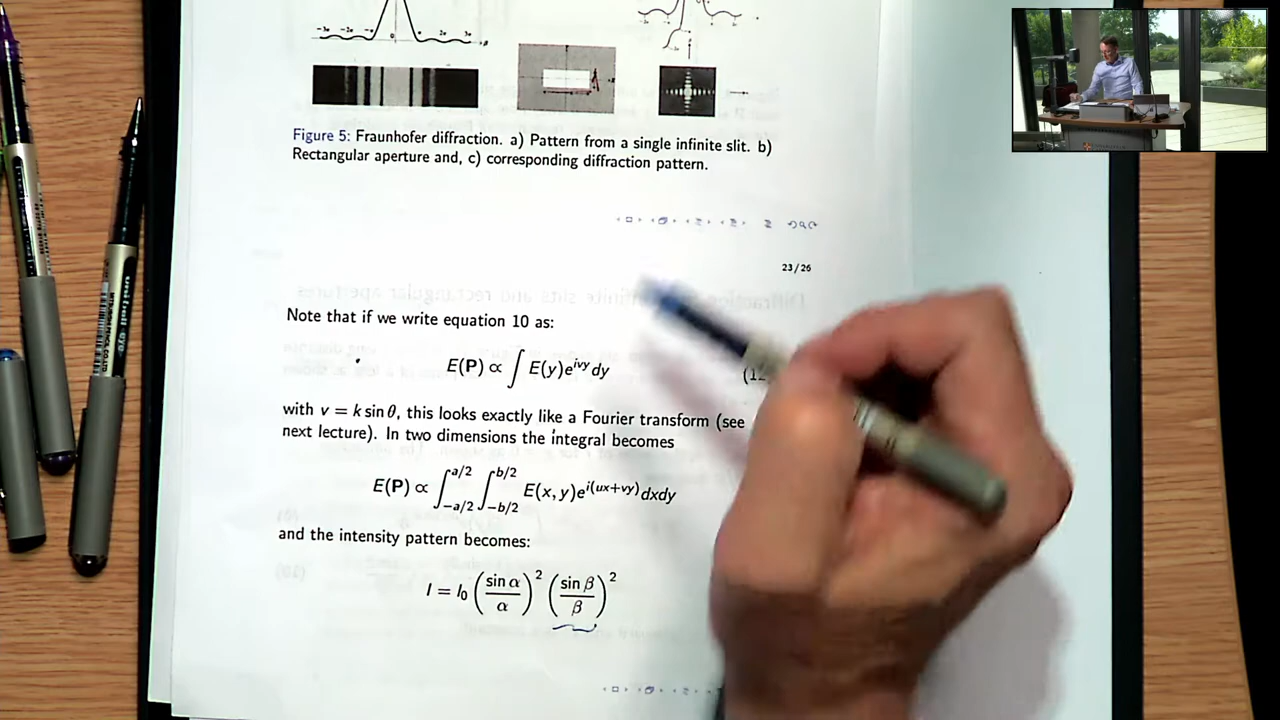 Figure 5: Fraunhofer diffraction. a) Pattern from a single infinite slit. b)
Rectangular aperture and, c) corresponding diffraction pattern.
23/26
Note that if we write equation 10 as:
E(P) ∝ ∫ E(y)e^{ivy} dy
with v = k sin θ, this looks exactly like a Fourier transform (see
next lecture). In two dimensions the integral becomes
E(P) ∝ ∫_{-a/2}^{a/2} ∫_{-b/2}^{b/2} E(x, y)e^{i(ux+vy)} dxdy
and the intensity pattern becomes:
I = I₀ (sin α / α)² (sin β / β)²